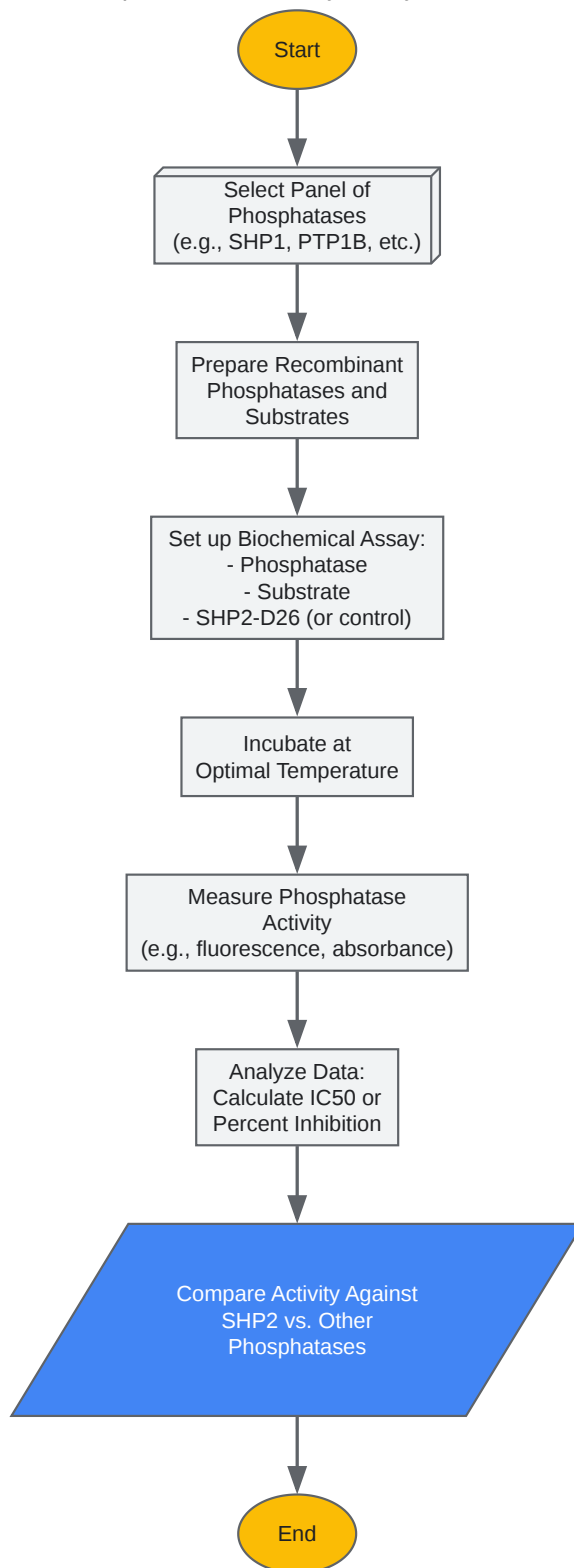 Start
Select Panel of
Phosphatases
(e.g., SHP1, PTP1B, etc.)
Prepare Recombinant
Phosphatases and
Substrates
Set up Biochemical Assay:
- Phosphatase
- Substrate
- SHP2-D26 (or control)
Incubate at
Optimal Temperature
Measure Phosphatase
Activity
(e.g., fluorescence, absorbance)
Analyze Data:
Calculate IC50 or
Percent Inhibition
Compare Activity Against
SHP2 vs. Other
Phosphatases
End